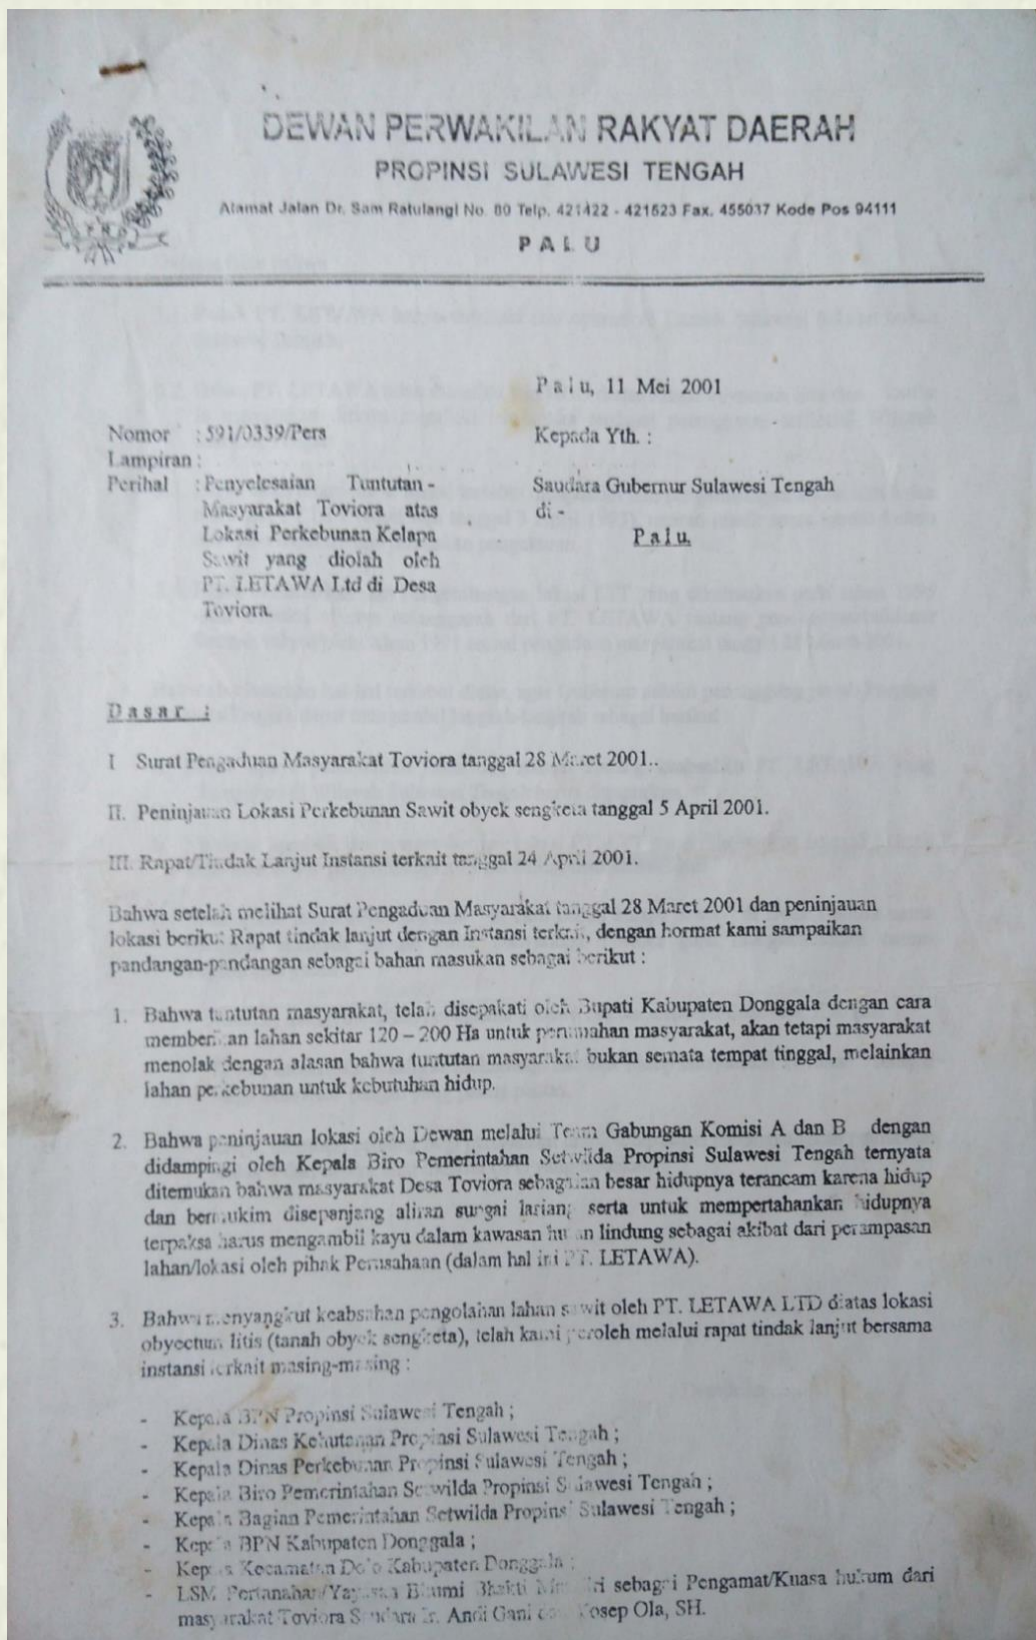 DEWAN PERWAKILAN RAKYAT DAERAH
PROPINSI SULAWESI TENGAH
Alamat Jalan Dr. Sam Ratulangi No. 80 Telp. 421422 - 421523 Fax. 455037 Kode Pos 94111
P A L U
Palu, 11 Mei 2001
Nomor : 591/0339/Pers
Kepada Yth. :
Lampiran :
Perihal : Penyelesaian Tuntutan -
Masyarakat Toviora atas
Lokasi Perkebunan Kelapa
Sawit yang diolah oleh
PT. LETAWA Ltd di Desa
Toviora.
Saudara Gubernur Sulawesi Tengah
di -
Palu.
Dasar :
I Surat Pengaduan Masyarakat Toviora tanggal 28 Maret 2001..
II. Peninjauan Lokasi Perkebunan Sawit obyek sengketa tanggal 5 April 2001.
III. Rapat/Tindak Lanjut Instansi terkait tanggal 24 April 2001.
Bahwa setelah melihat Surat Pengaduan Masyarakat tanggal 28 Maret 2001 dan peninjauan
lokasi berikut Rapat tindak lanjut dengan Instansi terkait, dengan hormat kami sampaikan
pandangan-pandangan sebagai bahan masukan sebagai berikut :
1. Bahwa tuntutan masyarakat, telah disepakati oleh Bupati Kabupaten Donggala dengan cara
memberikan lahan sekitar 120 – 200 Ha untuk perumahan masyarakat, akan tetapi masyarakat
menolak dengan alasan bahwa tuntutan masyarakat bukan semata tempat tinggal, melainkan
lahan perkebunan untuk kebutuhan hidup.
2. Bahwa peninjauan lokasi oleh Dewan melalui Team Gabungan Komisi A dan B dengan
didampingi oleh Kepala Biro Pemerintahan Setwilda Propinsi Sulawesi Tengah ternyata
ditemukan bahwa masyarakat Desa Toviora sebagian besar hidupnya terancam karena hidup
dan bermukim disepanjang aliran sungai lariang serta untuk mempertahankan hidupnya
terpaksa harus mengambil kayu dalam kawasan hutan lindung sebagai akibat dari perampasan
lahan/lokasi oleh pihak Perusahaan (dalam hal ini PT. LETAWA).
3. Bahwa menyangkut keabsahan pengolahan lahan sawit oleh PT. LETAWA LTD diatas lokasi
obyectum litis (tanah obyek sengketa), telah kami peroleh melalui rapat tindak lanjut bersama
instansi terkait masing-masing :
- Kepala BPN Propinsi Sulawesi Tengah ;
- Kepala Dinas Kehutanan Propinsi Sulawesi Tengah ;
- Kepala Dinas Perkebunan Propinsi Sulawesi Tengah ;
- Kepala Biro Pemerintahan Setwilda Propinsi Sulawesi Tengah ;
- Kepala Bagian Pemerintahan Setwilda Propinsi Sulawesi Tengah ;
- Kepala BPN Kabupaten Donggala ;
- Kepala Kecamatan Dolo Kabupaten Donggala ;
- LSM Pertanahan/Yayasan Bhumi Bhakti sebagai Pengamat/Kuasa hukum dari
masyarakat Toviora Saudara Ir. Andi Gani dan Yosep Ola, SH.